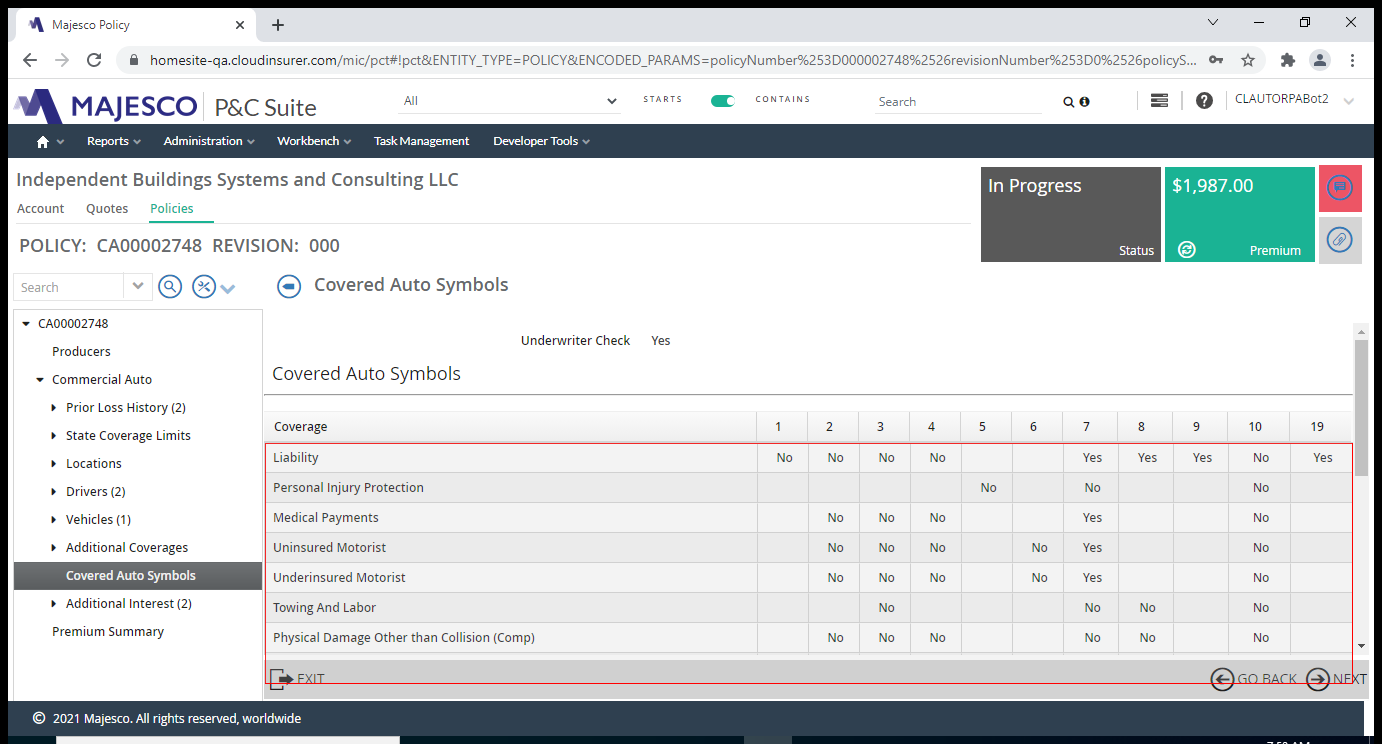 Majesco Policy
homesite-qa.cloudinsurer.com/mic/pct#!pct&ENTITY_TYPE=POLICY&ENCODED_PARAMS=policyNumber%253D000002748%2526revisionNumber%253D0%2526policyS...
MAJESCO P&C Suite All STARTS CONTAINS Search CLAUTORPABot2
Reports Administration Workbench Task Management Developer Tools
Independent Buildings Systems and Consulting LLC
Account Quotes Policies
In Progress
Status
$1,987.00
Premium
POLICY: CA00002748 REVISION: 000
Search
Covered Auto Symbols
CA00002748
Producers
Commercial Auto
Prior Loss History (2)
State Coverage Limits
Locations
Drivers (2)
Vehicles (1)
Additional Coverages
Covered Auto Symbols
Additional Interest (2)
Premium Summary
Underwriter Check Yes
Covered Auto Symbols
Coverage 1 2 3 4 5 6 7 8 9 10 19
Liability No No No No Yes Yes Yes No Yes
Personal Injury Protection No No No
Medical Payments No No No Yes No
Uninsured Motorist No No No No Yes No
Underinsured Motorist No No No No Yes No
Towing And Labor No No No No
Physical Damage Other than Collision (Comp) No No No No No No
EXIT GO BACK NEXT
© 2021 Majesco. All rights reserved, worldwide